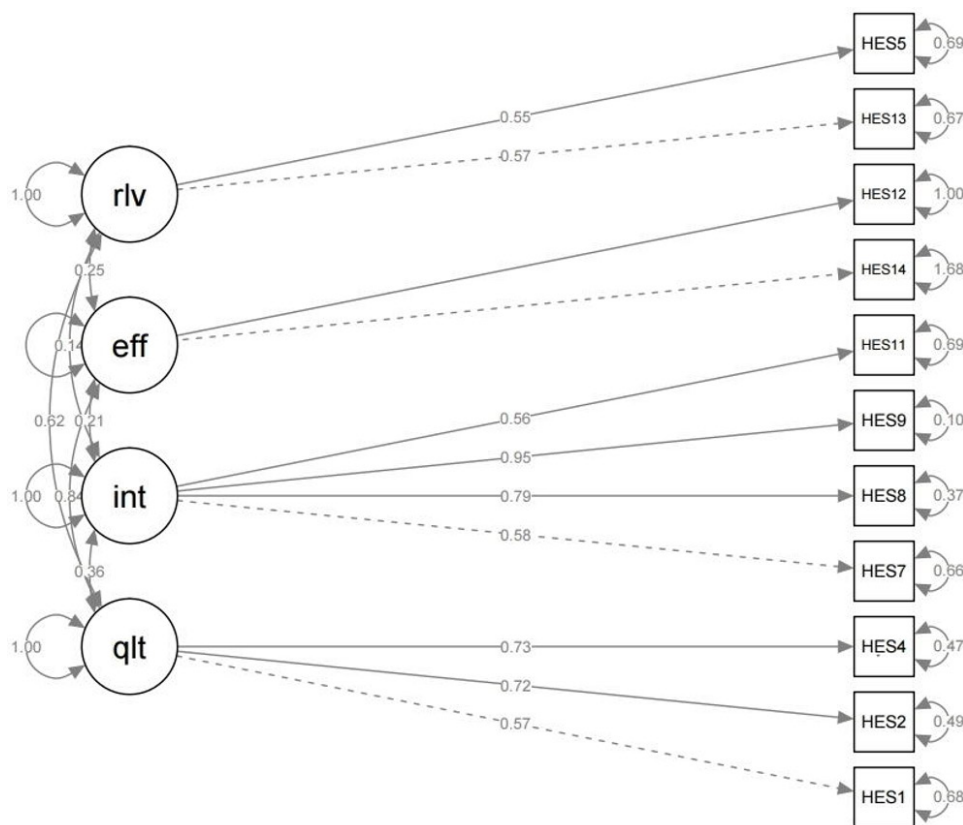 HES5
0.69
0.55
HES13
0.67
0.57
rlv
1.00
HES12
1.00
0.25
HES14
1.68
eff
0.14
HES11
0.69
0.56
0.62
0.21
HES9
0.10
0.95
int
1.00
0.84
0.79
HES8
0.37
0.58
HES7
0.66
0.36
qlt
1.00
0.73
HES4
0.47
0.72
HES2
0.49
0.57
HES1
0.68